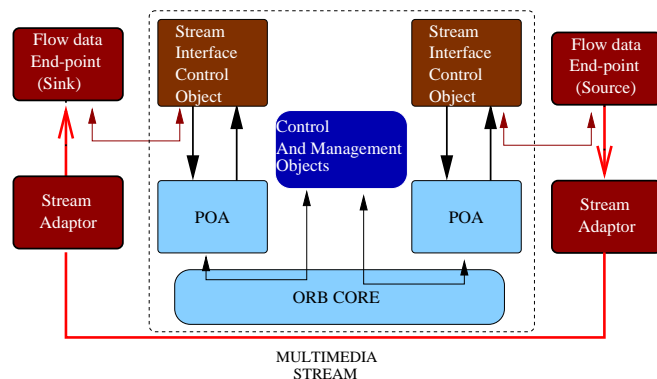 Flow data
End-point
(Sink)
Stream
Interface
Control
Object
Stream
Interface
Control
Object
Flow data
End-point
(Source)
Control
And Management
Objects
Stream
Adaptor
POA
POA
Stream
Adaptor
ORB CORE
MULTIMEDIA
STREAM